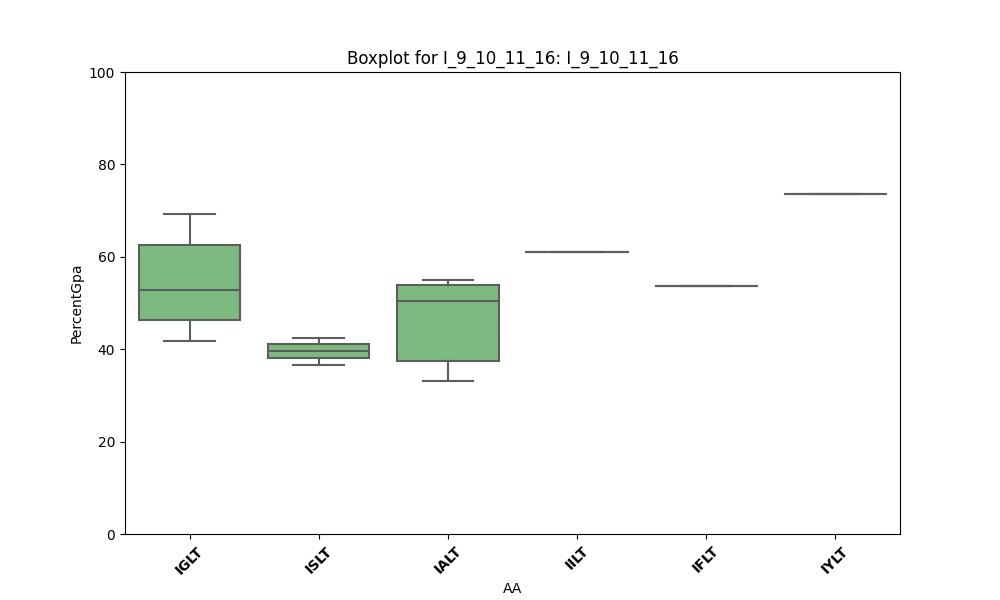 Boxplot for I_9_10_11_16: I_9_10_11_16
100
80
60
40
20
0
PercentGpa
IGLT
ISLT
IALT
IILT
IFLT
IYLT
AA